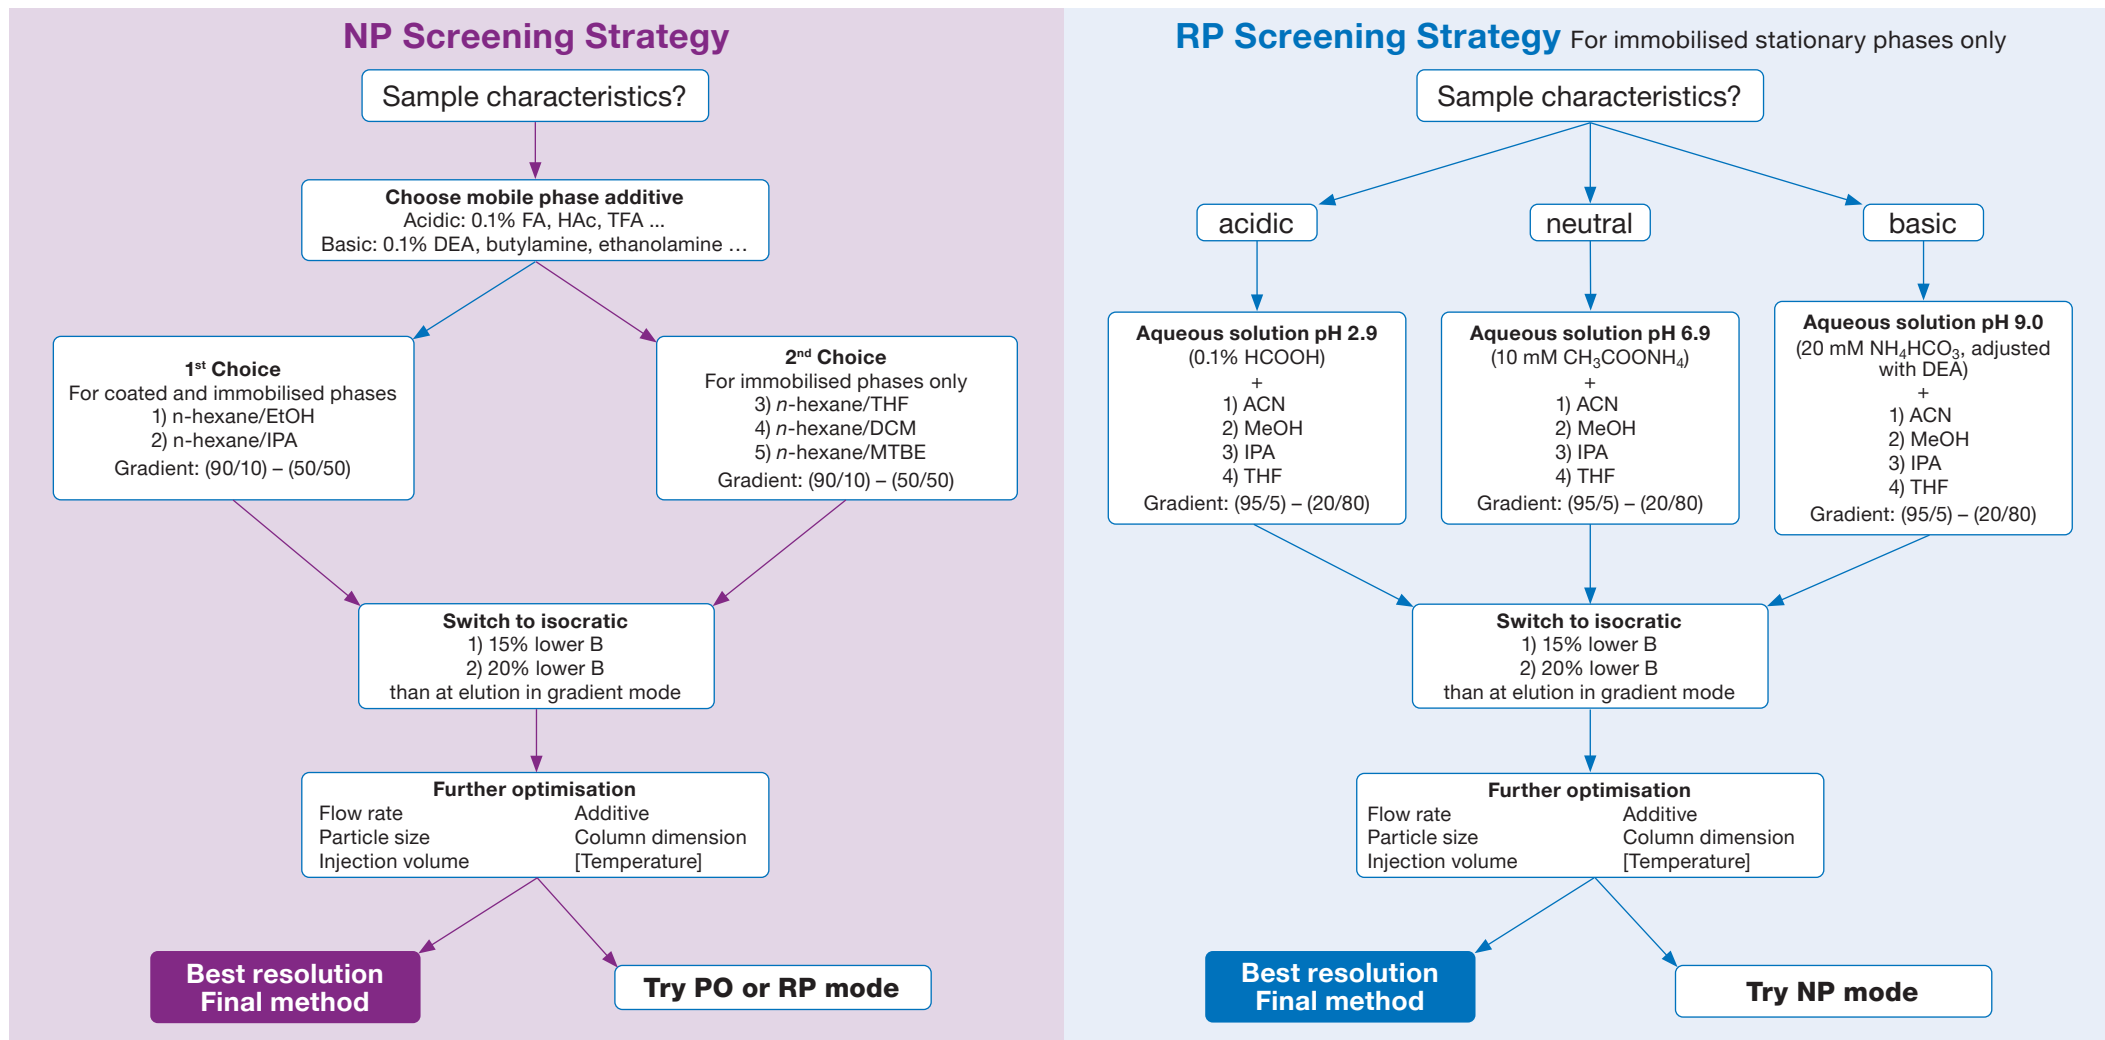 NP Screening Strategy
Sample characteristics?
Choose mobile phase additive
Acidic: 0.1% FA, HAc, TFA ...
Basic: 0.1% DEA, butylamine, ethanolamine …
1st Choice
For coated and immobilised phases
1) n-hexane/EtOH
2) n-hexane/IPA
Gradient: (90/10) – (50/50)
2nd Choice
For immobilised phases only
3) n-hexane/THF
4) n-hexane/DCM
5) n-hexane/MTBE
Gradient: (90/10) – (50/50)
Switch to isocratic
1) 15% lower B
2) 20% lower B
than at elution in gradient mode
Further optimisation
Flow rate Additive
Particle size Column dimension
Injection volume [Temperature]
Best resolution
Final method
Try PO or RP mode
RP Screening Strategy For immobilised stationary phases only
Sample characteristics?
acidic
neutral
basic
Aqueous solution pH 2.9
(0.1% HCOOH)
+
1) ACN
2) MeOH
3) IPA
4) THF
Gradient: (95/5) – (20/80)
Aqueous solution pH 6.9
(10 mM CH₃COONH₄)
+
1) ACN
2) MeOH
3) IPA
4) THF
Gradient: (95/5) – (20/80)
Aqueous solution pH 9.0
(20 mM NH₄HCO₃, adjusted
with DEA)
+
1) ACN
2) MeOH
3) IPA
4) THF
Gradient: (95/5) – (20/80)
Switch to isocratic
1) 15% lower B
2) 20% lower B
than at elution in gradient mode
Further optimisation
Flow rate Additive
Particle size Column dimension
Injection volume [Temperature]
Best resolution
Final method
Try NP mode